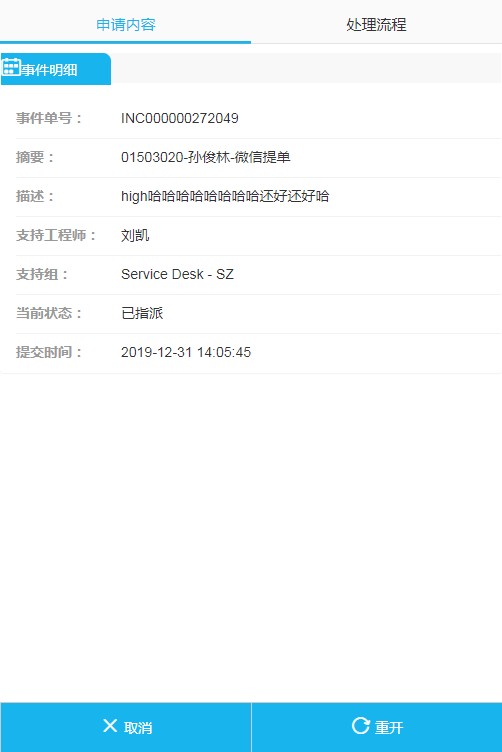 申请内容 处理流程
事件明细
事件单号： INC000000272049
摘要： 01503020-孙俊林-微信提单
描述： high哈哈哈哈哈哈哈哈还好还好哈
支持工程师： 刘凯
支持组： Service Desk - SZ
当前状态： 已指派
提交时间： 2019-12-31 14:05:45
取消 重开